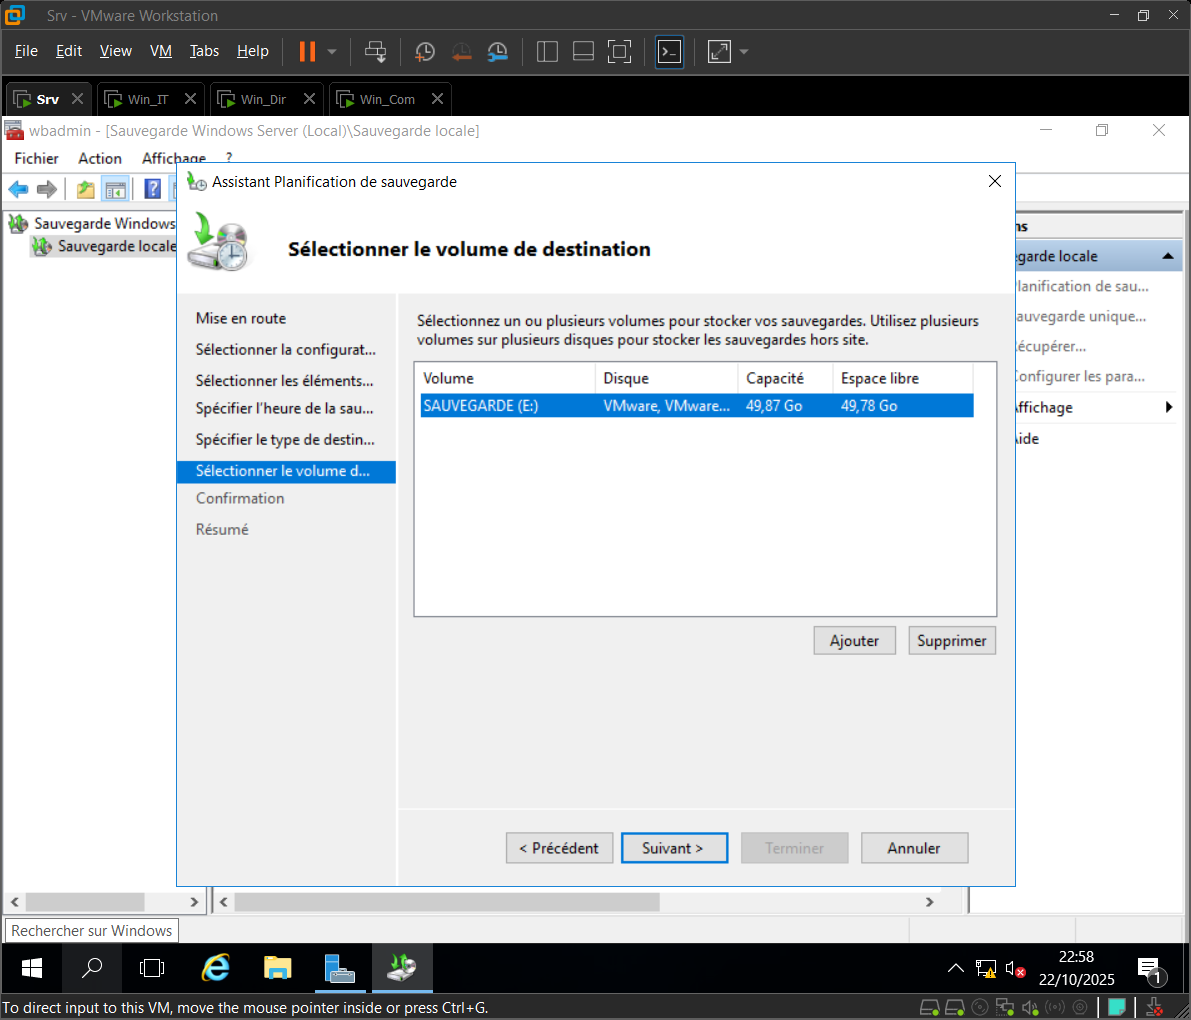 Srv - VMware Workstation
File Edit View VM Tabs Help
Srv Win_IT Win_Dir Win_Com
wbadmin - [Sauvegarde Windows Server (Local)\Sauvegarde locale]
Fichier Action Affichage ?
Assistant Planification de sauvegarde
Sauvegarde Windows
Sauvegarde locale
Sélectionner le volume de destination
Mise en route
Sélectionner la configurat...
Sélectionner les éléments...
Spécifier l'heure de la sau...
Spécifier le type de destin...
Sélectionner le volume d...
Confirmation
Résumé
Sélectionnez un ou plusieurs volumes pour stocker vos sauvegardes. Utilisez plusieurs
volumes sur plusieurs disques pour stocker les sauvegardes hors site.
Volume Disque Capacité Espace libre
SAUVEGARDE (E:) VMware, VMware... 49,87 Go 49,78 Go
Ajouter Supprimer
< Précédent Suivant > Terminer Annuler
ns
egarde locale
lanification de sau...
auvegarde unique...
écupérer...
onfigurer les para...
ffichage
ide
Rechercher sur Windows
22:58
22/10/2025
1
To direct input to this VM, move the mouse pointer inside or press Ctrl+G.